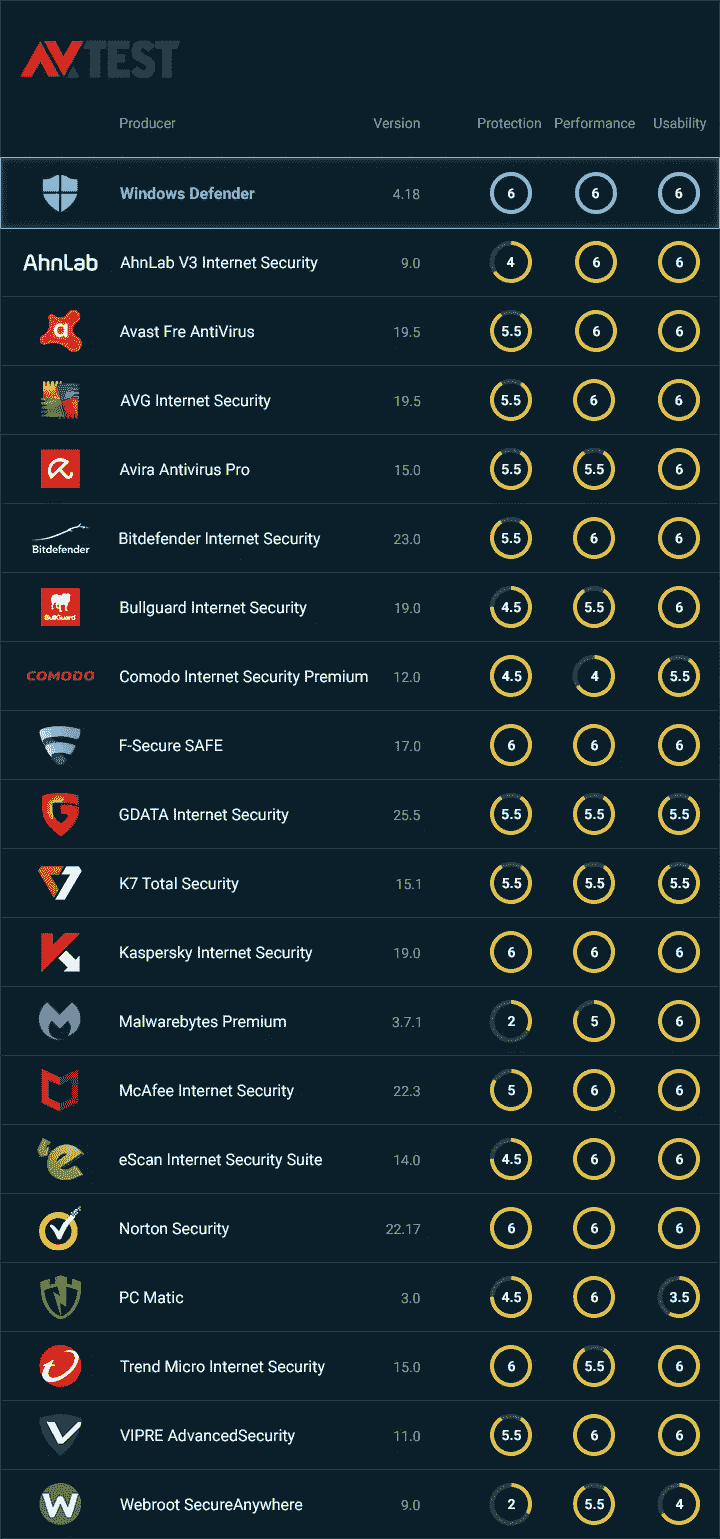 AVTEST
Producer Version Protection Performance Usability
Windows Defender 4.18 6 6 6
AhnLab AhnLab V3 Internet Security 9.0 4 6 6
a Avast Fre AntiVirus 19.5 5.5 6 6
AVG Internet Security 19.5 5.5 6 6
Avira Antivirus Pro 15.0 5.5 5.5 6
Bitdefender Bitdefender Internet Security 23.0 5.5 6 6
BullGuard Bullguard Internet Security 19.0 4.5 5.5 6
COMODO Comodo Internet Security Premium 12.0 4.5 4 5.5
F-Secure SAFE 17.0 6 6 6
G GDATA Internet Security 25.5 5.5 5.5 5.5
K7 Total Security 15.1 5.5 5.5 5.5
Kaspersky Internet Security 19.0 6 6 6
Malwarebytes Premium 3.7.1 2 5 6
McAfee Internet Security 22.3 5 6 6
e eScan Internet Security Suite 14.0 4.5 6 6
Norton Security 22.17 6 6 6
PC Matic 3.0 4.5 6 3.5
Trend Micro Internet Security 15.0 6 5.5 6
V VIPRE AdvancedSecurity 11.0 5.5 6 6
W Webroot SecureAnywhere 9.0 2 5.5 4